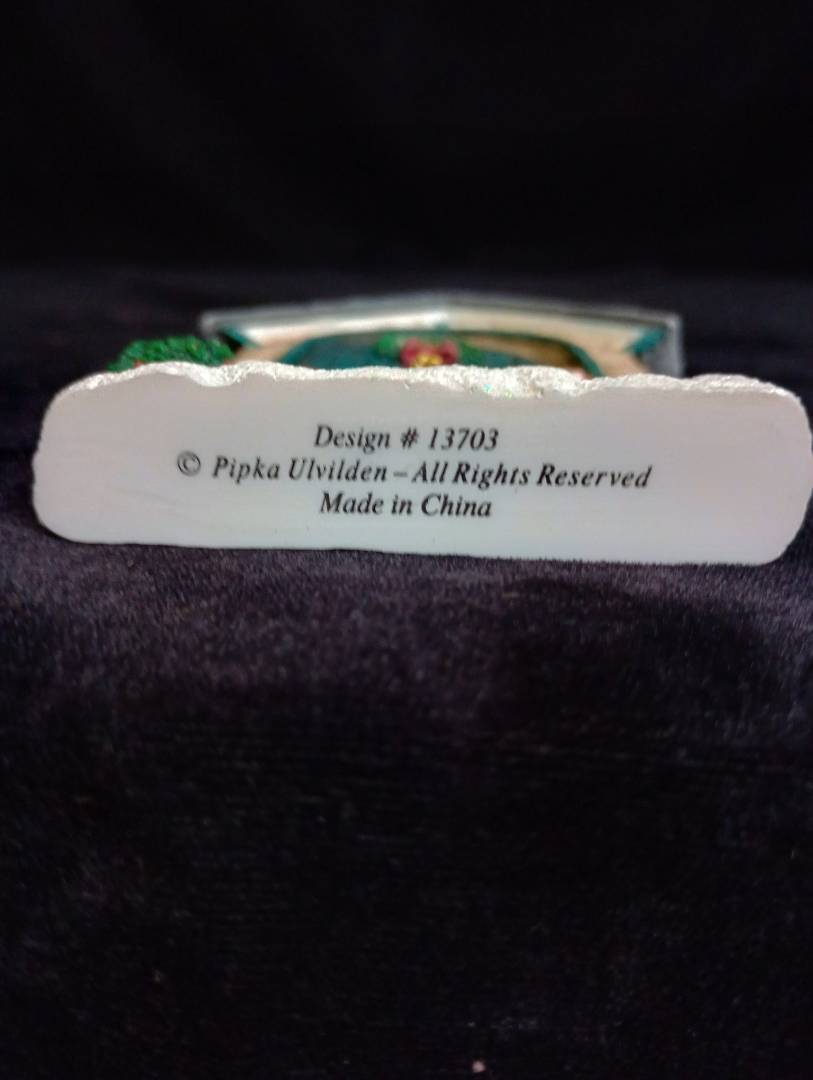 Design # 13703
© Pipka Ulvilden – All Rights Reserved
Made in China